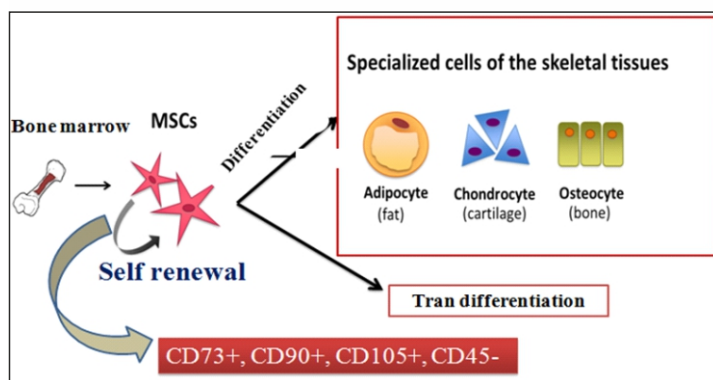 Specialized cells of the skeletal tissues
Differentiation
Bone marrow
MSCs
Adipocyte
(fat)
Chondrocyte
(cartilage)
Osteocyte
(bone)
Self renewal
Tran differentiation
CD73+, CD90+, CD105+, CD45-